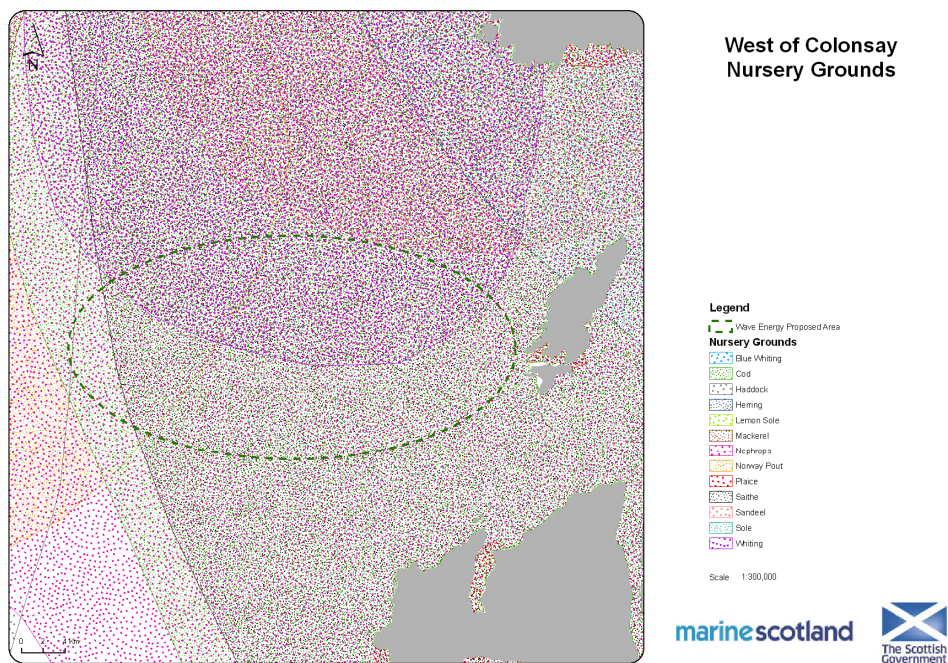 West of Colonsay
Nursery Grounds
N
Legend
Wave Energy Proposed Area
Nursery Grounds
Blue Whiting
Cod
Haddock
Herring
Lemon Sole
Mackerel
Nephrops
Norway Pout
Plaice
Saithe
Sandeel
Sole
Whiting
Scale 1:300,000
0 2 4 Km
marinescotland
The Scottish
Government